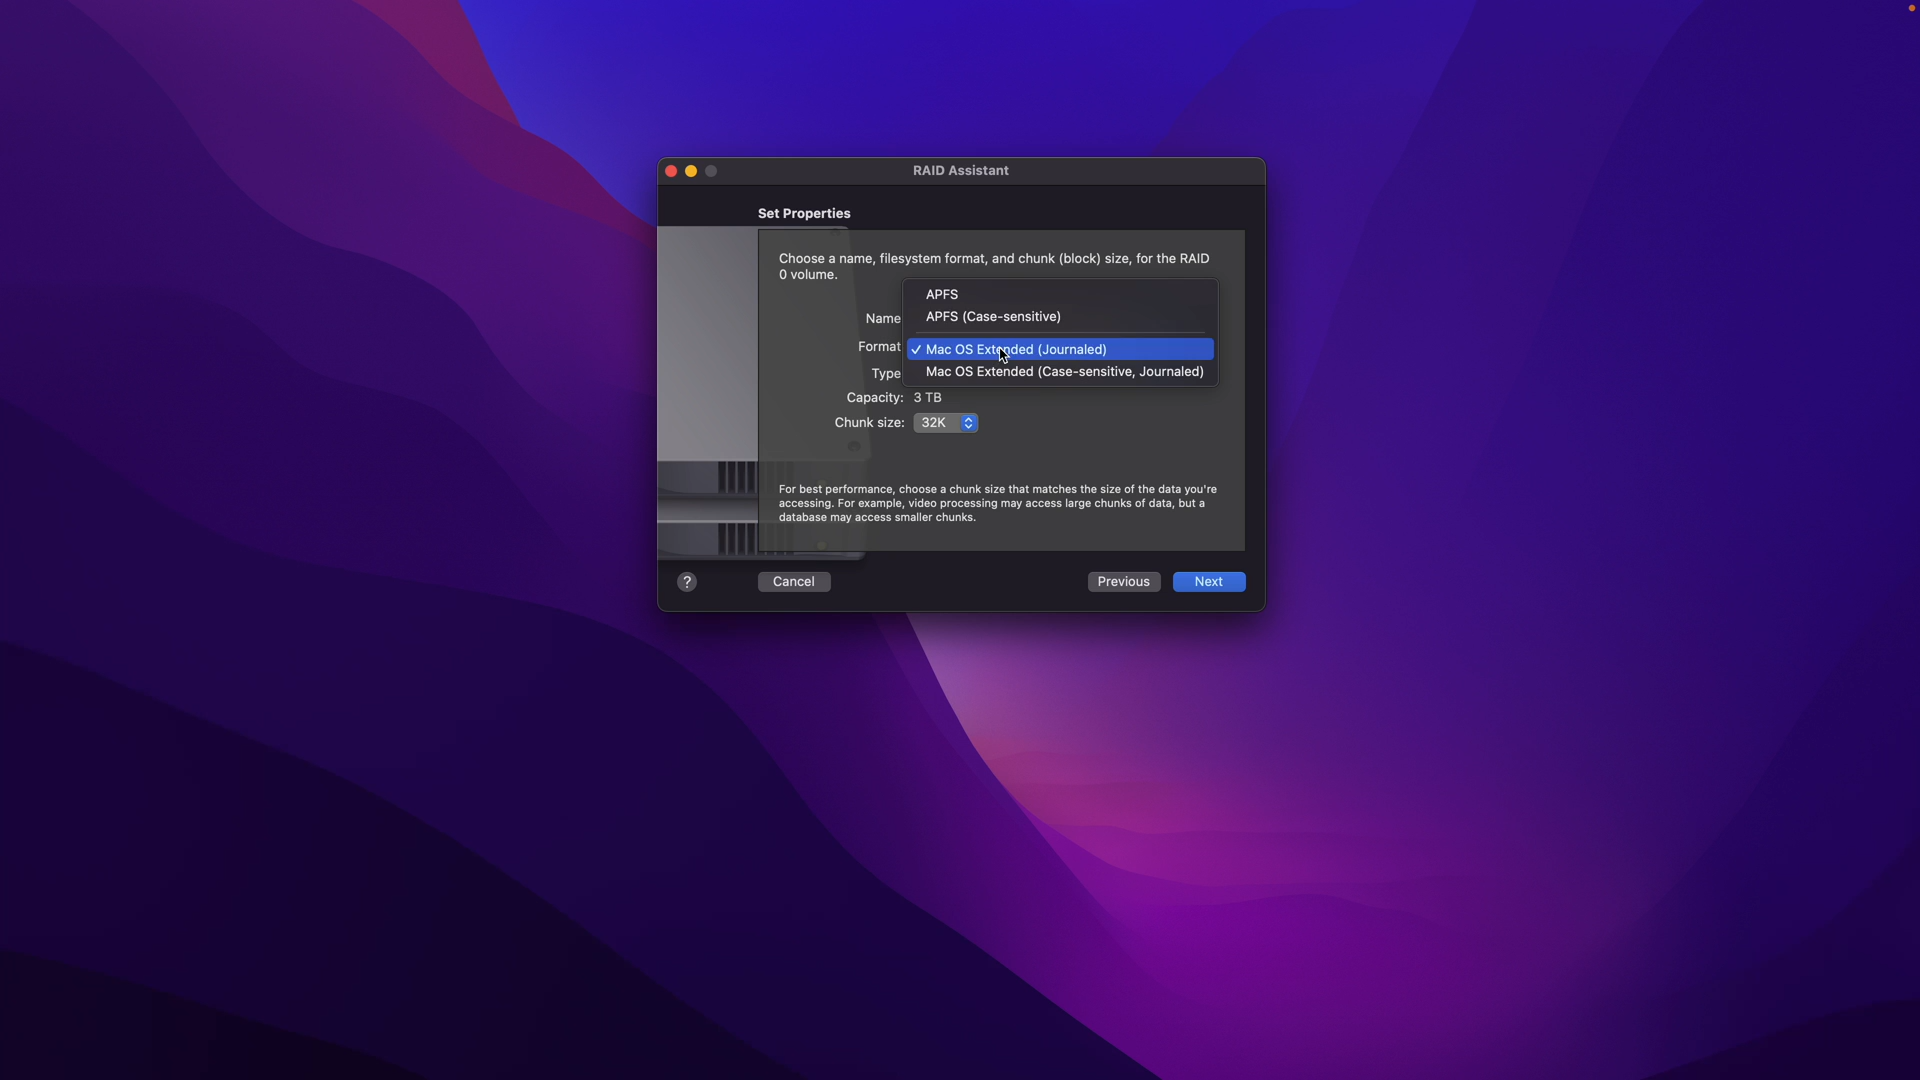 RAID Assistant
Set Properties
Choose a name, filesystem format, and chunk (block) size, for the RAID
0 volume.
APFS
Name
APFS (Case-sensitive)
Format
✓ Mac OS Extended (Journaled)
Type
Mac OS Extended (Case-sensitive, Journaled)
Capacity: 3 TB
Chunk size: 32K
For best performance, choose a chunk size that matches the size of the data you're
accessing. For example, video processing may access large chunks of data, but a
database may access smaller chunks.
? Cancel Previous Next